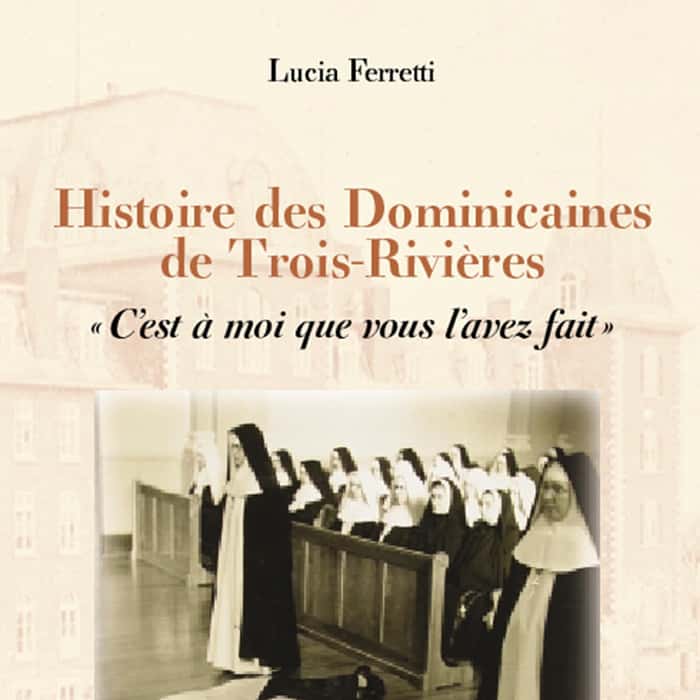 Lucia Ferretti
Histoire des Dominicaines
de Trois-Rivières
« C'est à moi que vous l'avez fait »